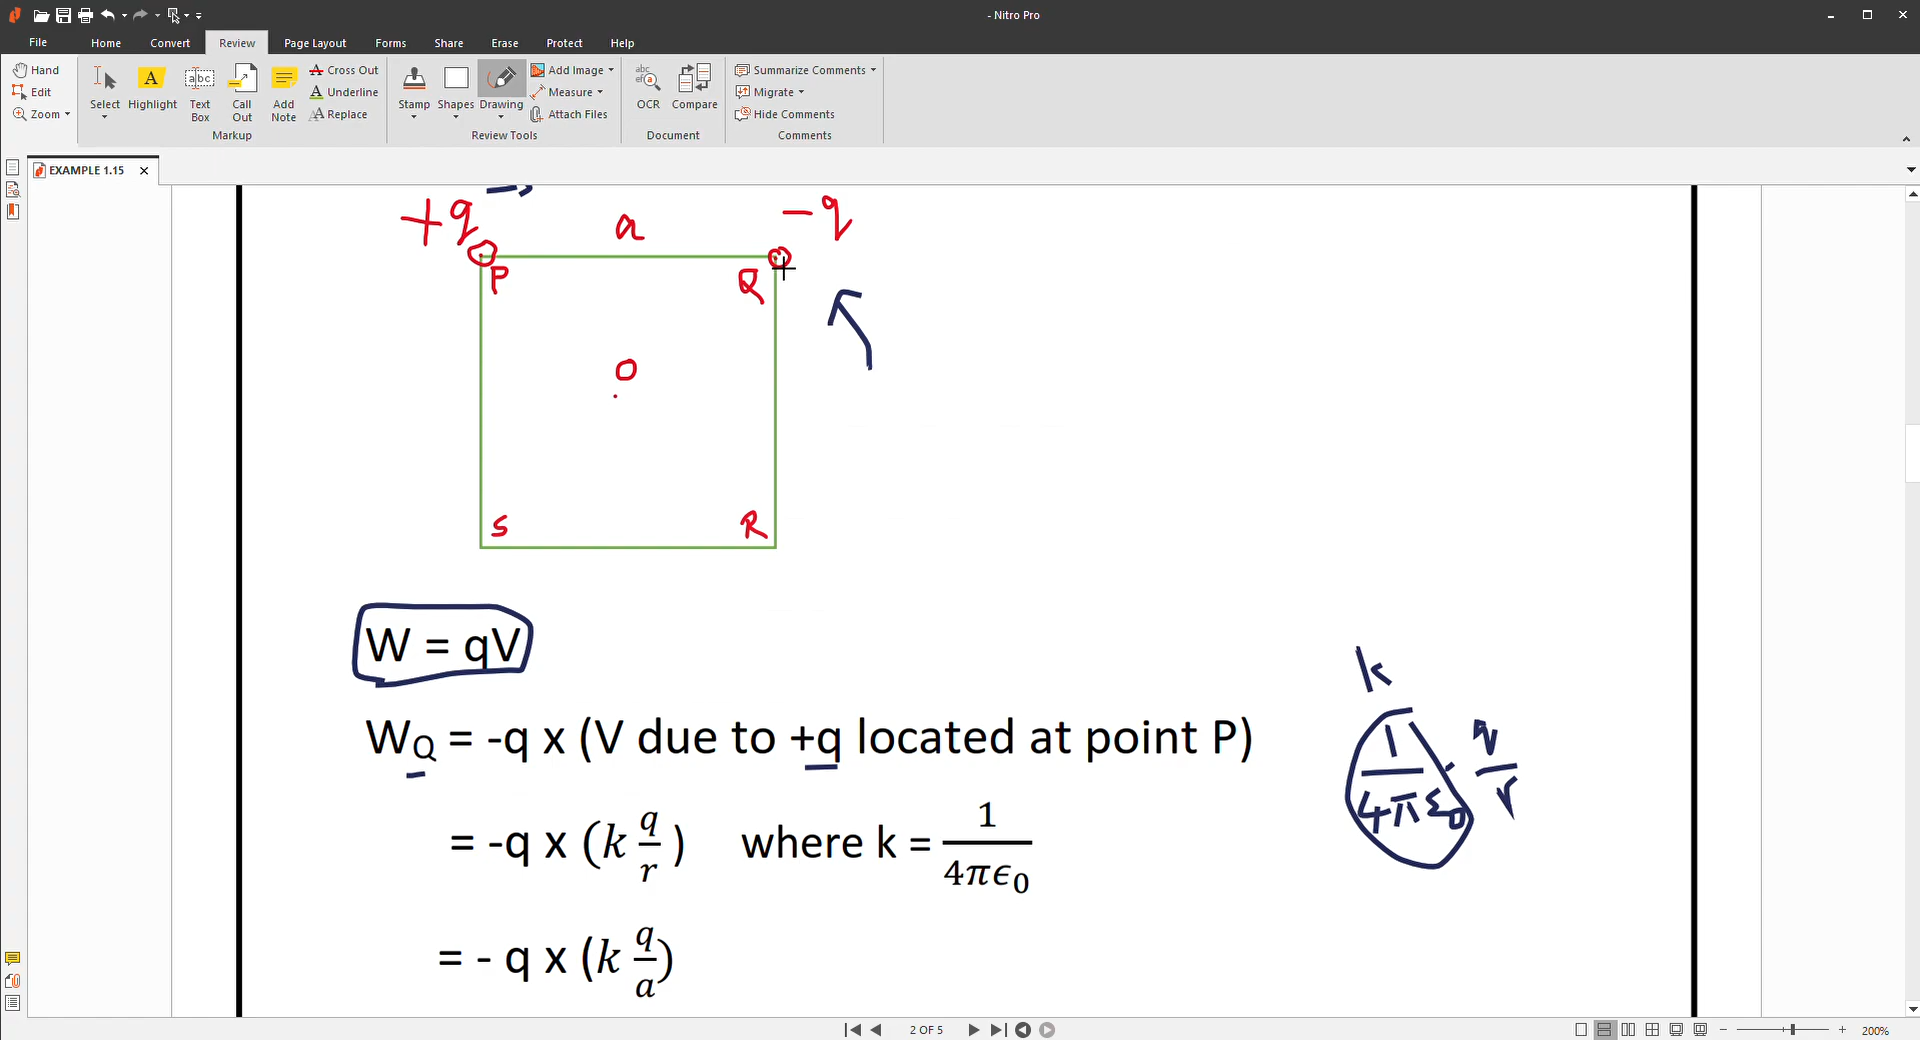 - Nitro Pro
File Home Convert Review Page Layout Forms Share Erase Protect Help
Hand
Edit
Zoom
Select
Highlight
Text Box
Call Out
Add Note
Cross Out
Underline
Replace
Markup
Stamp
Shapes
Drawing
Add Image
Measure
Attach Files
Review Tools
OCR
Compare
Document
Summarize Comments
Migrate
Hide Comments
Comments
EXAMPLE 1.15
+q a -q
P Q
O
S R
W = qV
k
W_Q = -q x (V due to +q located at point P)
1/4πε₀ · q/r
= -q x (k q/r) where k = 1/4πϵ₀
= - q x (k q/a)
2 OF 5
200%